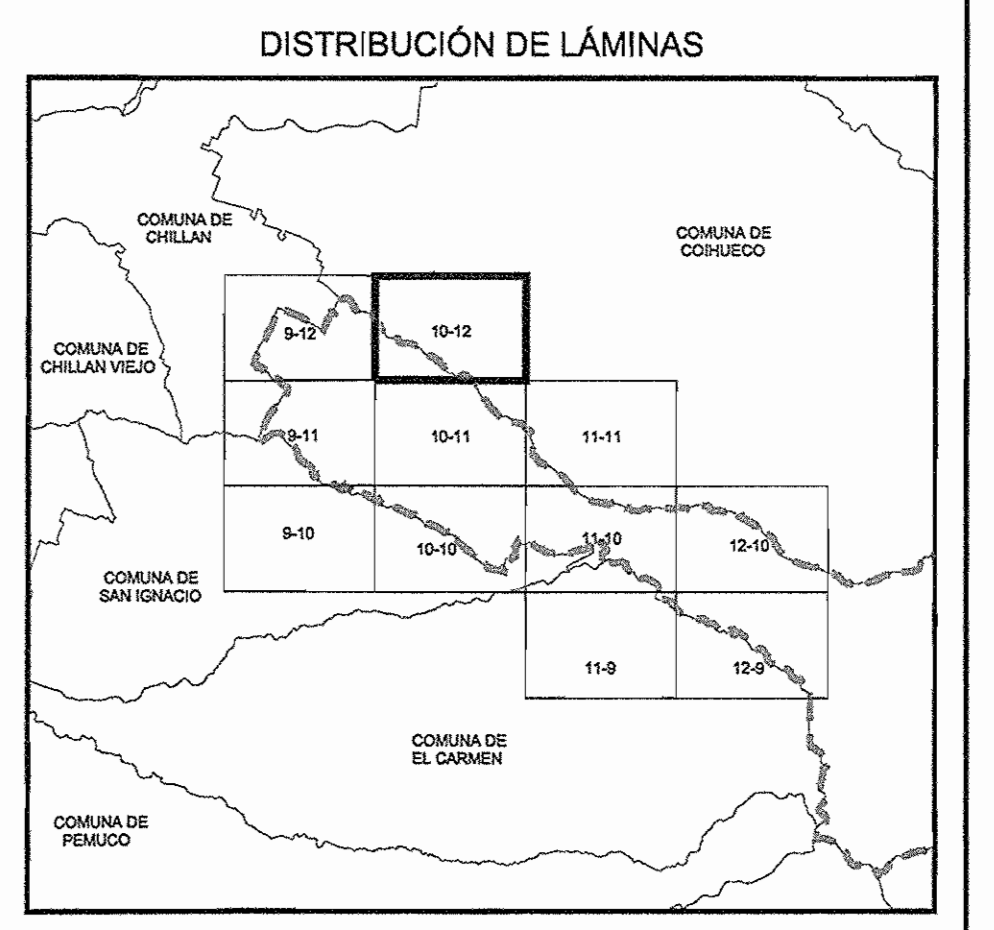 DISTRIBUCIÓN DE LÁMINAS
COMUNA DE
CHILLAN
COMUNA DE
COIHUECO
9-12
10-12
COMUNA DE
CHILLAN VIEJO
9-11
10-11
11-11
9-10
10-10
11-10
12-10
COMUNA DE
SAN IGNACIO
11-9
12-9
COMUNA DE
EL CARMEN
COMUNA DE
PEMUCO